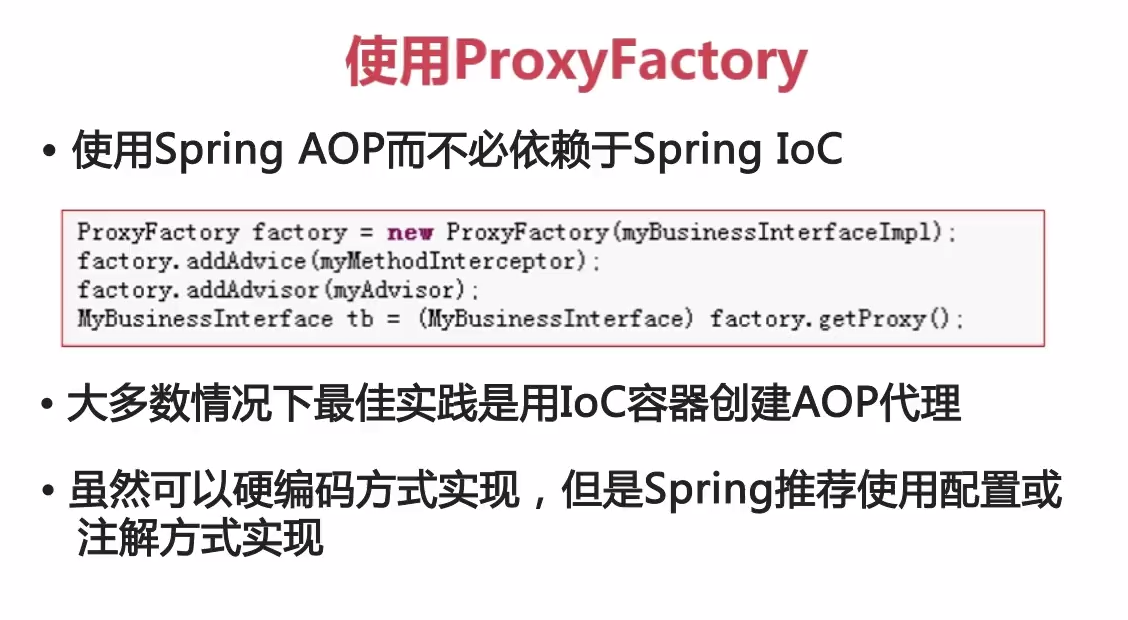 使用ProxyFactory
• 使用Spring AOP而不必依赖于Spring IoC
ProxyFactory factory = new ProxyFactory(myBusinessInterfaceImpl);
factory.addAdvice(myMethodInterceptor);
factory.addAdvisor(myAdvisor);
MyBusinessInterface tb = (MyBusinessInterface) factory.getProxy();
• 大多数情况下最佳实践是用IoC容器创建AOP代理
• 虽然可以硬编码方式实现，但是Spring推荐使用配置或
注解方式实现